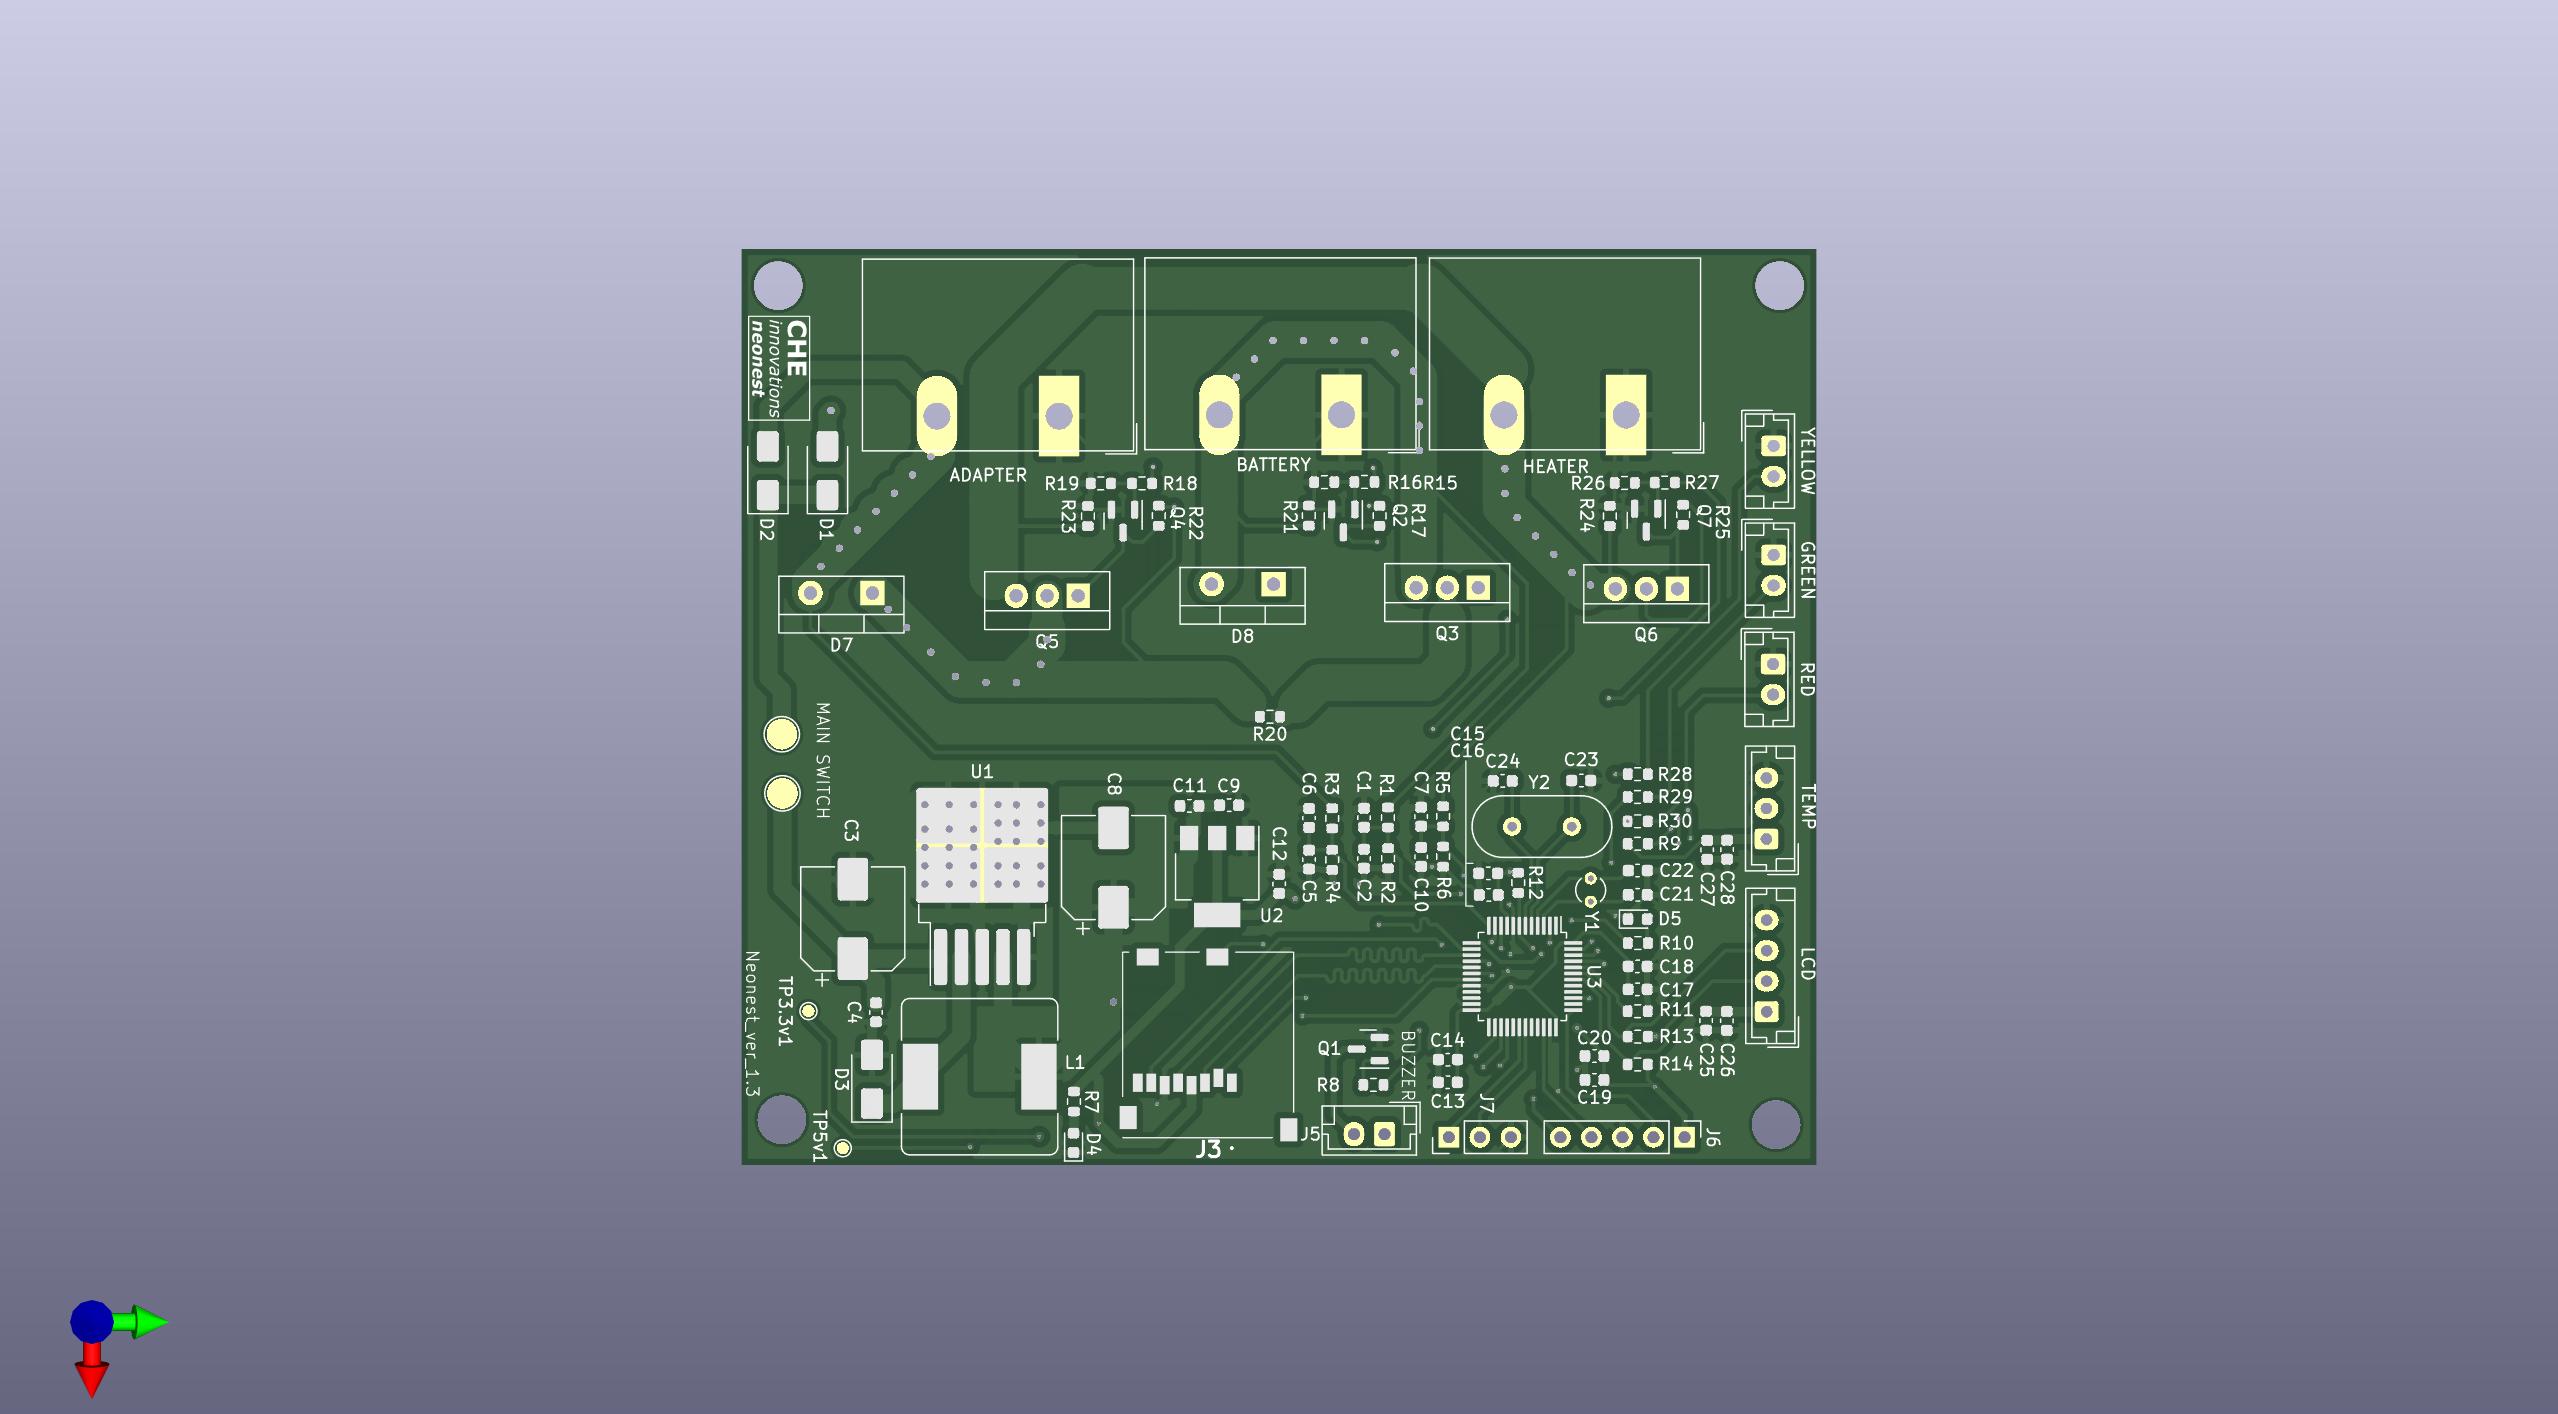 CHE
innovations
neonest
ADAPTER
BATTERY
HEATER
YELLOW
R19
R18
R16R15
R26
R27
D2
D1
R23
Q4
R22
R21
Q2
R17
R24
Q7
R25
GREEN
D7
Q5
D8
Q3
Q6
RED
MAIN SWITCH
R20
C15
C16
U1
C8
C11
C9
C6
R3
C1
R1
C7
R5
C24
Y2
C23
R28
R29
R30
R9
TEMP
C3
C12
C5
R4
C2
R2
C10
R6
R12
C22
C27
C28
C21
U2
Y1
D5
+
+
R10
LCD
Neonest_ver_1.3
TP3.3v1
C4
U3
C18
C17
R11
R13
C25
C26
Q1
BUZZER
C14
C20
R14
D3
L1
R7
R8
C13
C19
TP5v1
D4
J3
J5
J7
J6